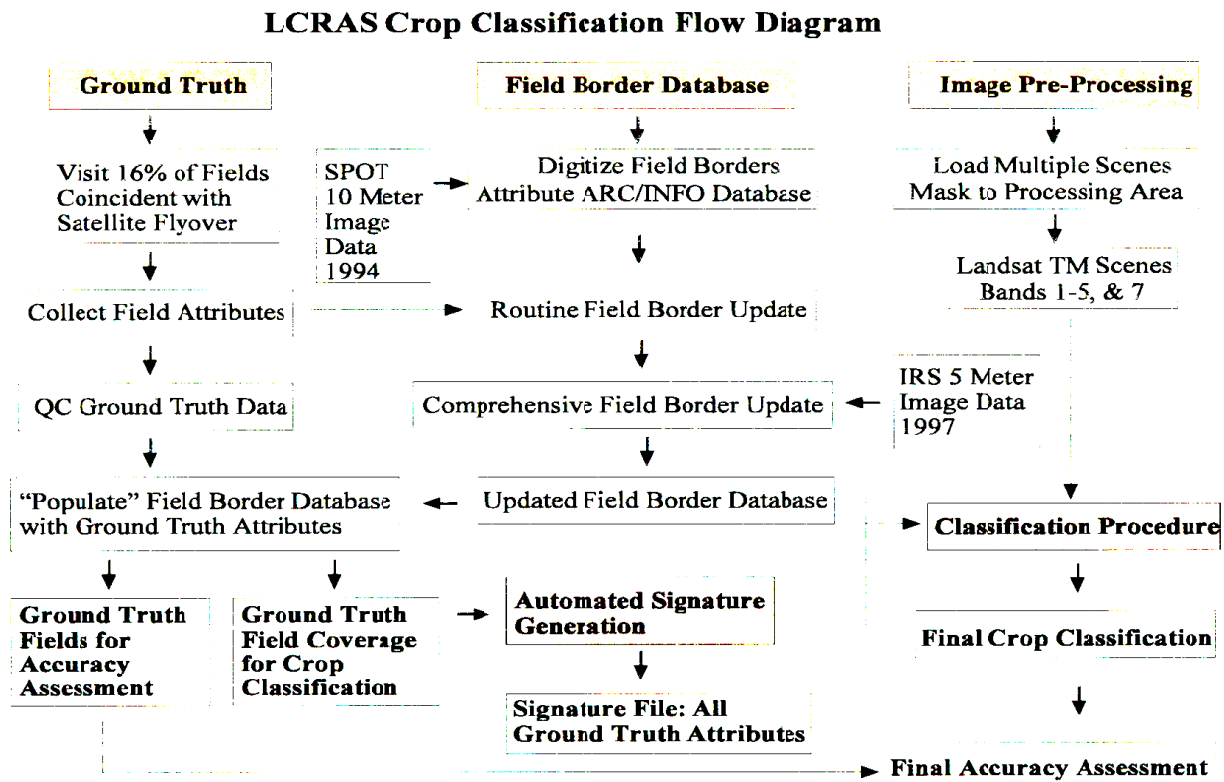 LCRAS Crop Classification Flow Diagram
Ground Truth
Visit 16% of Fields
Coincident with
Satellite Flyover
Collect Field Attributes
QC Ground Truth Data
“Populate” Field Border Database
with Ground Truth Attributes
Ground Truth
Fields for
Accuracy
Assessment
Ground Truth
Field Coverage
for Crop
Classification
SPOT
10 Meter
Image
Data
1994
Field Border Database
Digitize Field Borders
Attribute ARC/INFO Database
Routine Field Border Update
Comprehensive Field Border Update
Updated Field Border Database
Automated Signature
Generation
Signature File: All
Ground Truth Attributes
Image Pre-Processing
Load Multiple Scenes
Mask to Processing Area
Landsat TM Scenes
Bands 1-5, & 7
IRS 5 Meter
Image Data
1997
Classification Procedure
Final Crop Classification
Final Accuracy Assessment